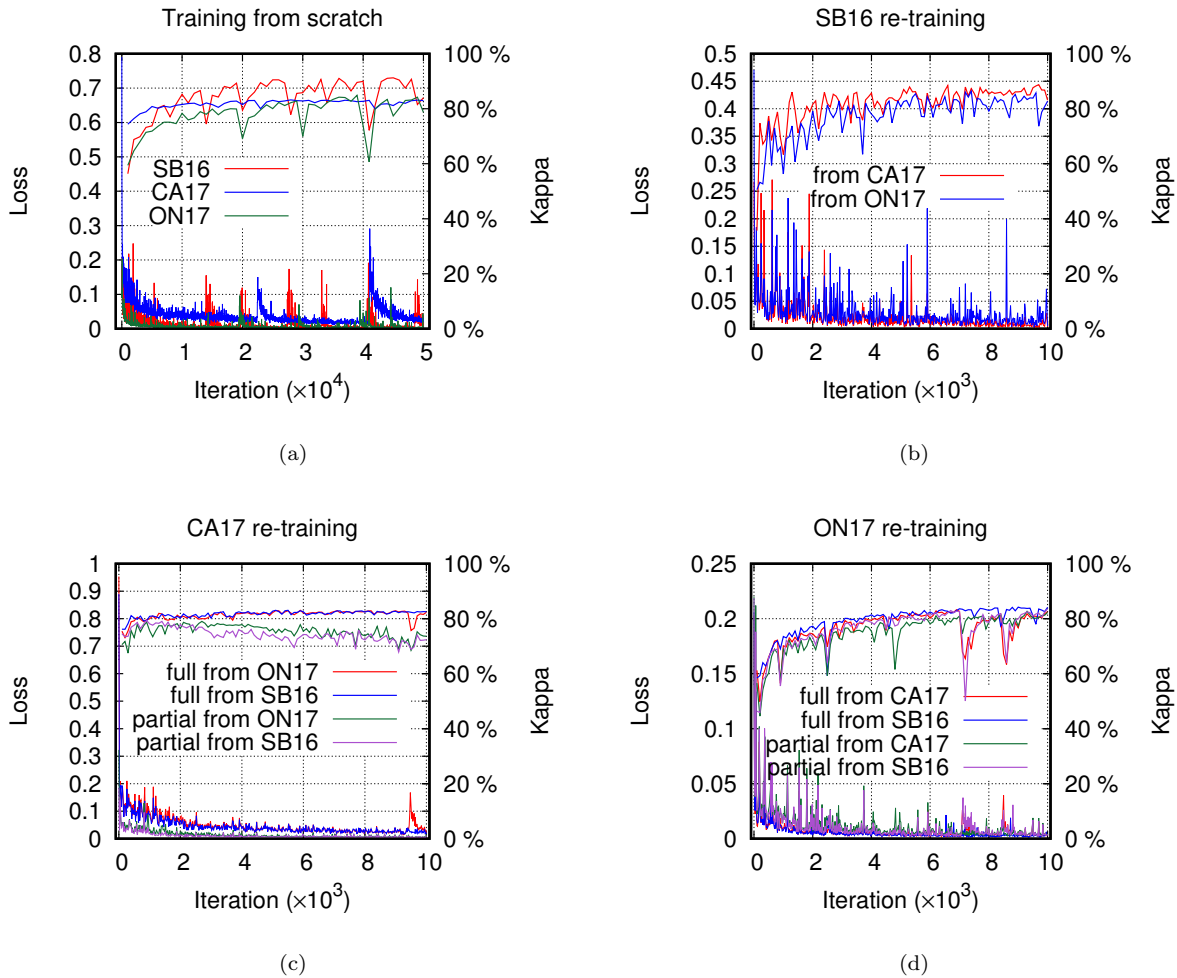 Training from scratch
0.8
0.7
0.6
0.5
0.4
0.3
0.2
0.1
0
100 %
80 %
60 %
40 %
20 %
0 %
Loss
Kappa
SB16
CA17
ON17
0 1 2 3 4 5
Iteration (×10⁴)
(a)
SB16 re-training
0.5
0.45
0.4
0.35
0.3
0.25
0.2
0.15
0.1
0.05
0
100 %
80 %
60 %
40 %
20 %
0 %
Loss
Kappa
from CA17
from ON17
0 2 4 6 8 10
Iteration (×10³)
(b)
CA17 re-training
1
0.9
0.8
0.7
0.6
0.5
0.4
0.3
0.2
0.1
0
100 %
80 %
60 %
40 %
20 %
0 %
Loss
Kappa
full from ON17
full from SB16
partial from ON17
partial from SB16
0 2 4 6 8 10
Iteration (×10³)
(c)
ON17 re-training
0.25
0.2
0.15
0.1
0.05
0
100 %
80 %
60 %
40 %
20 %
0 %
Loss
Kappa
full from CA17
full from SB16
partial from CA17
partial from SB16
0 2 4 6 8 10
Iteration (×10³)
(d)